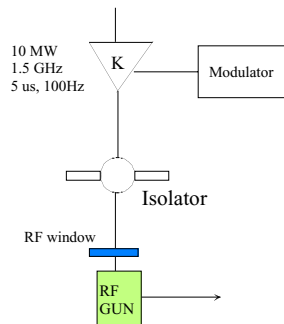 10 MW
1.5 GHz
5 us, 100Hz
K
Modulator
Isolator
RF window
RF
GUN